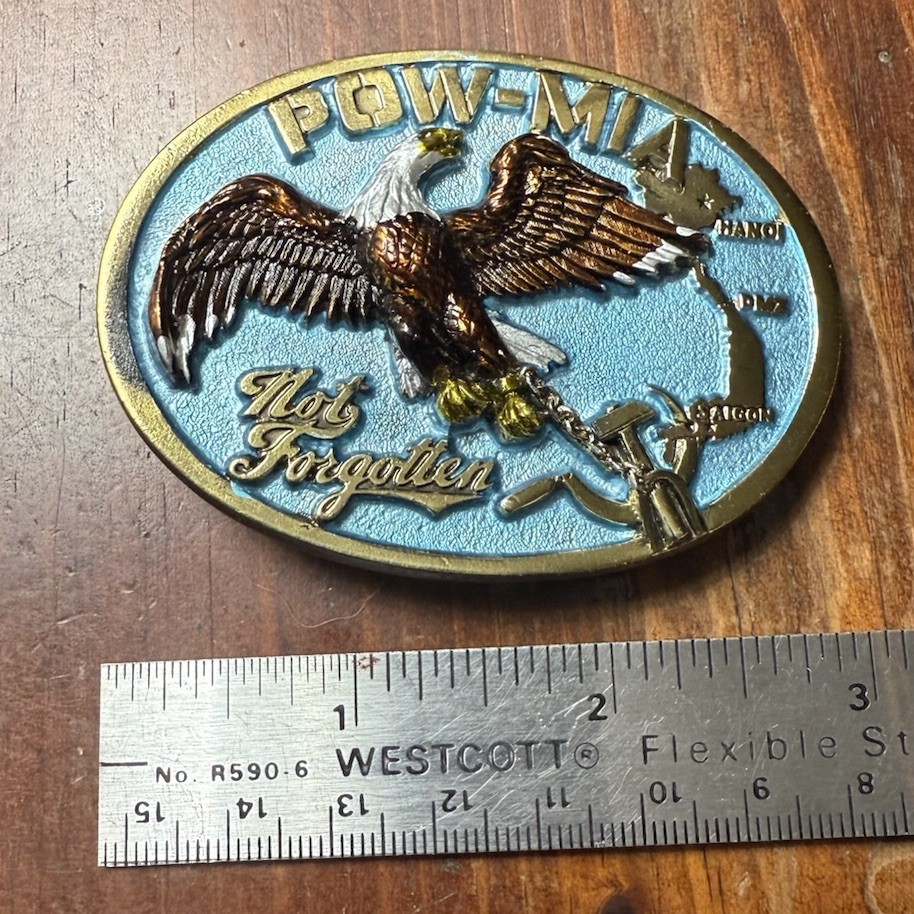 POW-MIA
HANOI
DMZ
SAIGON
Not
Forgotten
1 2 3
No. R590-6 WESTCOTT® Flexible St
15 14 13 12 11 10 9 8